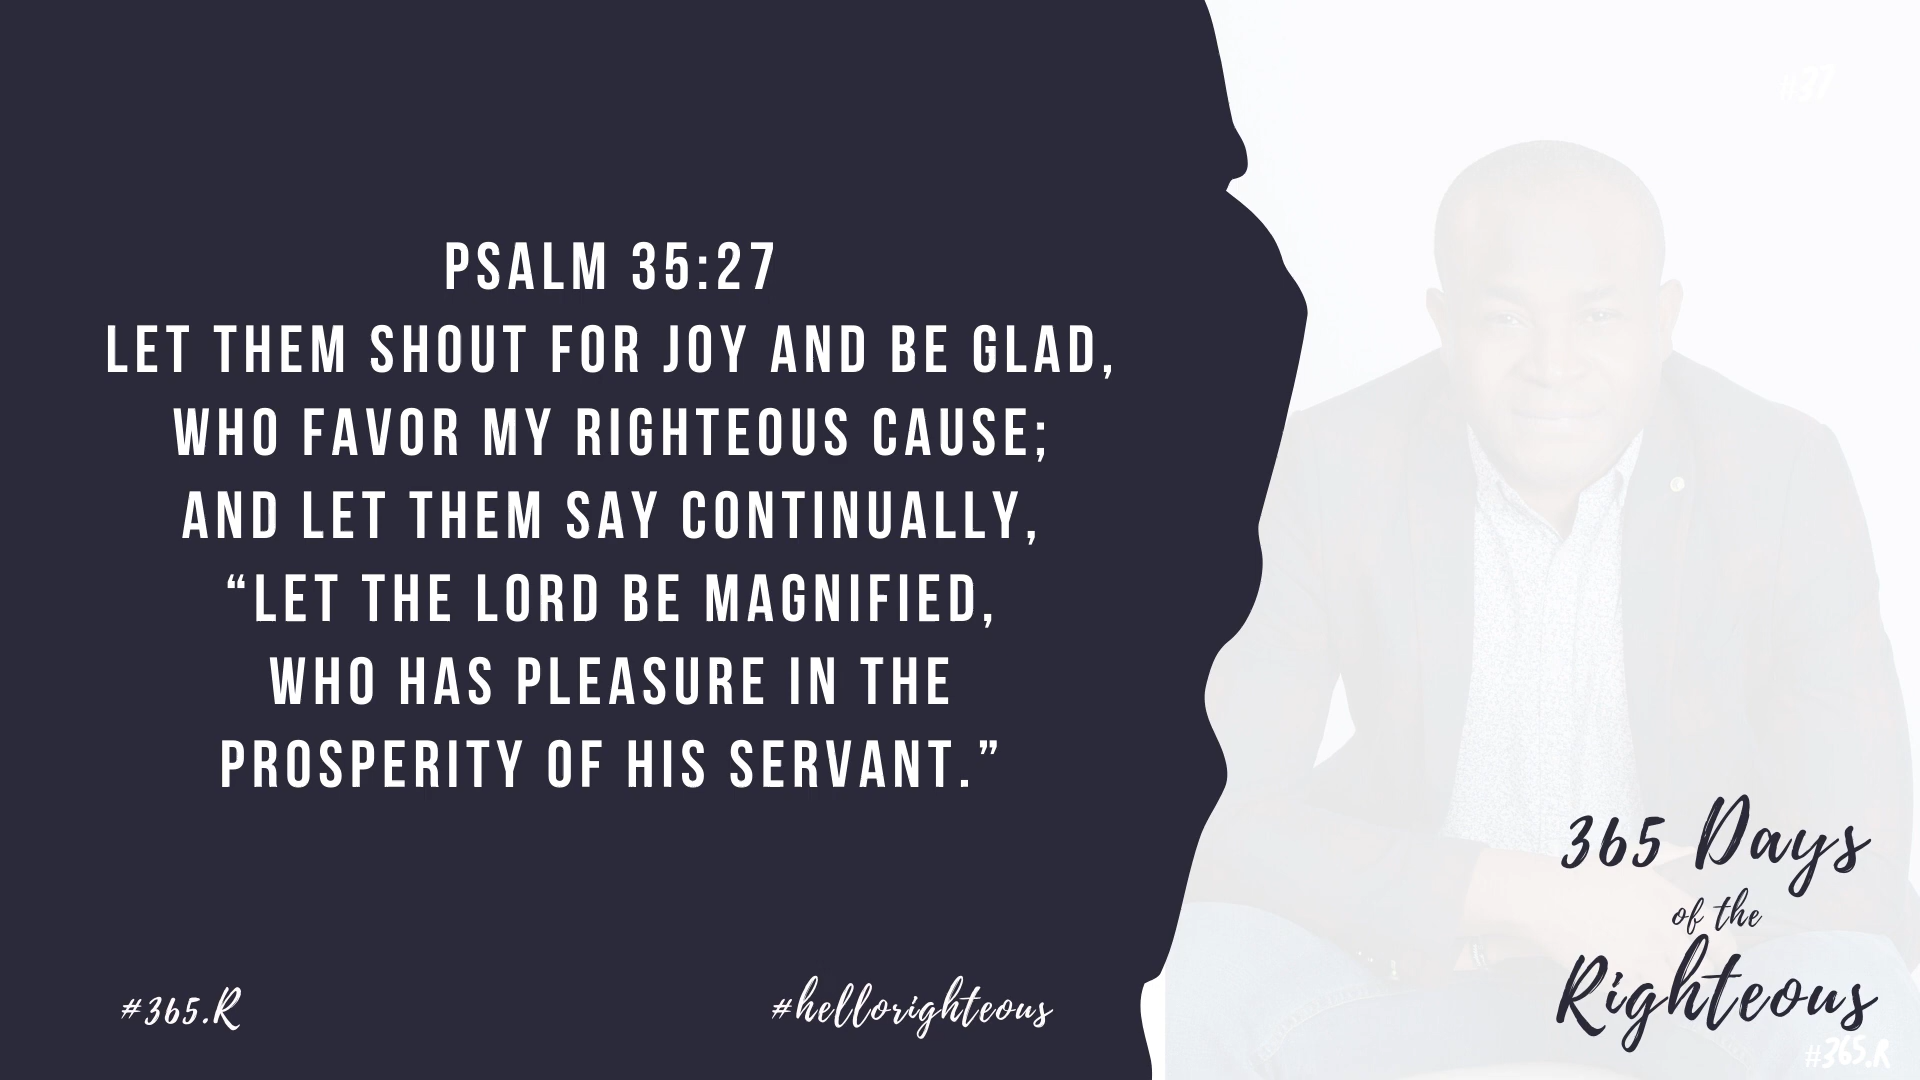 #37
PSALM 35:27
LET THEM SHOUT FOR JOY AND BE GLAD,
WHO FAVOR MY RIGHTEOUS CAUSE;
AND LET THEM SAY CONTINUALLY,
“LET THE LORD BE MAGNIFIED,
WHO HAS PLEASURE IN THE
PROSPERITY OF HIS SERVANT.”
365 Days
of the
Righteous
#365.R
#hellorighteous
#365.R